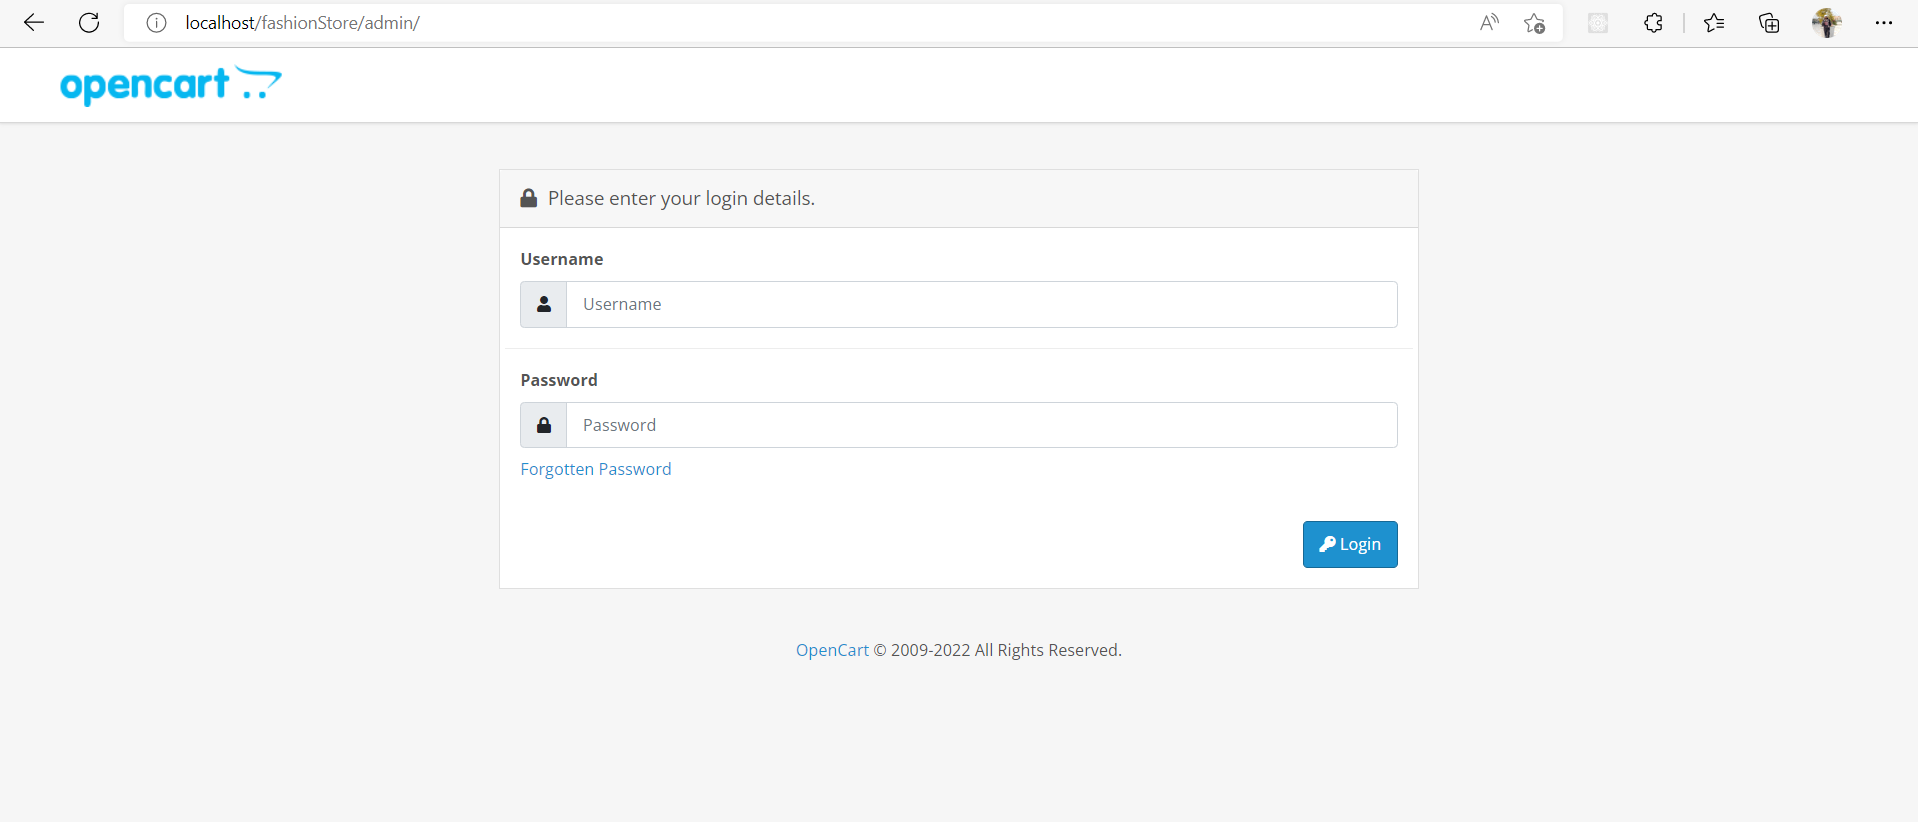 localhost/fashionStore/admin/
opencart
Please enter your login details.
Username
Username
Password
Password
Forgotten Password
Login
OpenCart © 2009-2022 All Rights Reserved.